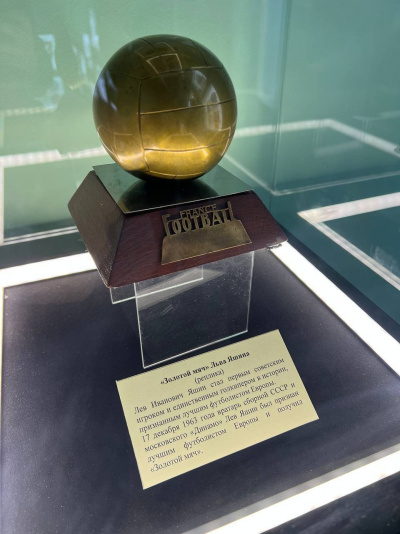 FRANCE
FOOTBALL
«Золотой мяч» Льва Яшина
(реплика)
Лев Иванович Яшин стал первым советским
игроком и единственным голкипером в истории,
признанным лучшим футболистом Европы.
17 декабря 1963 года вратарь сборной СССР и
московского «Динамо» Лев Яшин был признан
лучшим футболистом Европы и получил
«Золотой мяч».